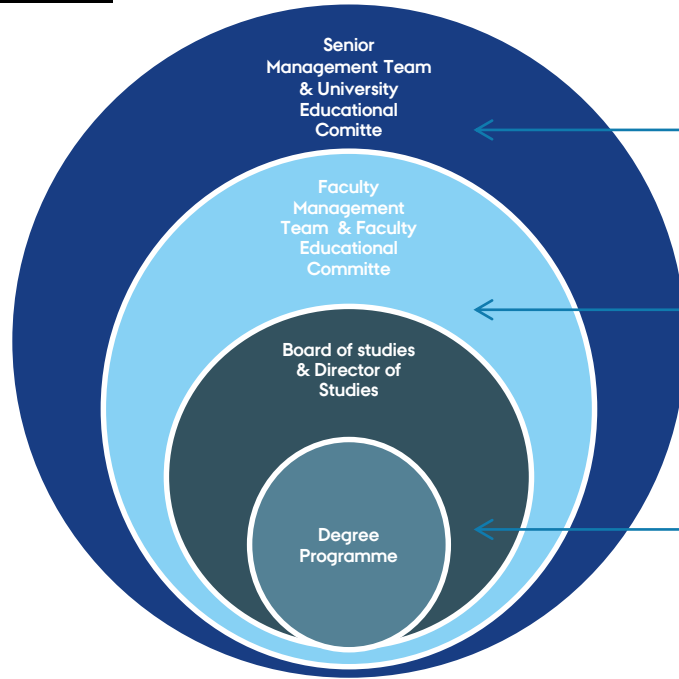 Senior
Management Team
& University
Educational
Comitte
Faculty
Management
Team & Faculty
Educational
Committe
Board of studies
& Director of
Studies
Degree
Programme